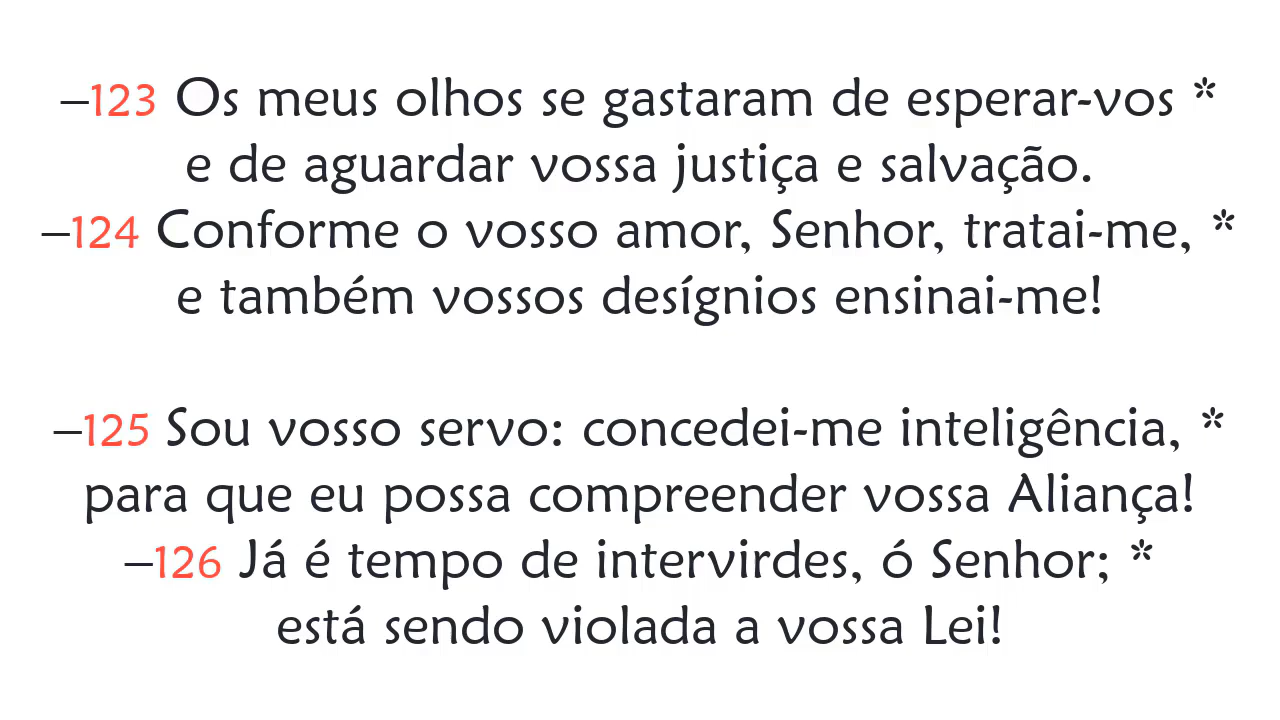 –123 Os meus olhos se gastaram de esperar-vos *
e de aguardar vossa justiça e salvação.
–124 Conforme o vosso amor, Senhor, tratai-me, *
e também vossos desígnios ensinai-me!
–125 Sou vosso servo: concedei-me inteligência, *
para que eu possa compreender vossa Aliança!
–126 Já é tempo de intervirdes, ó Senhor; *
está sendo violada a vossa Lei!